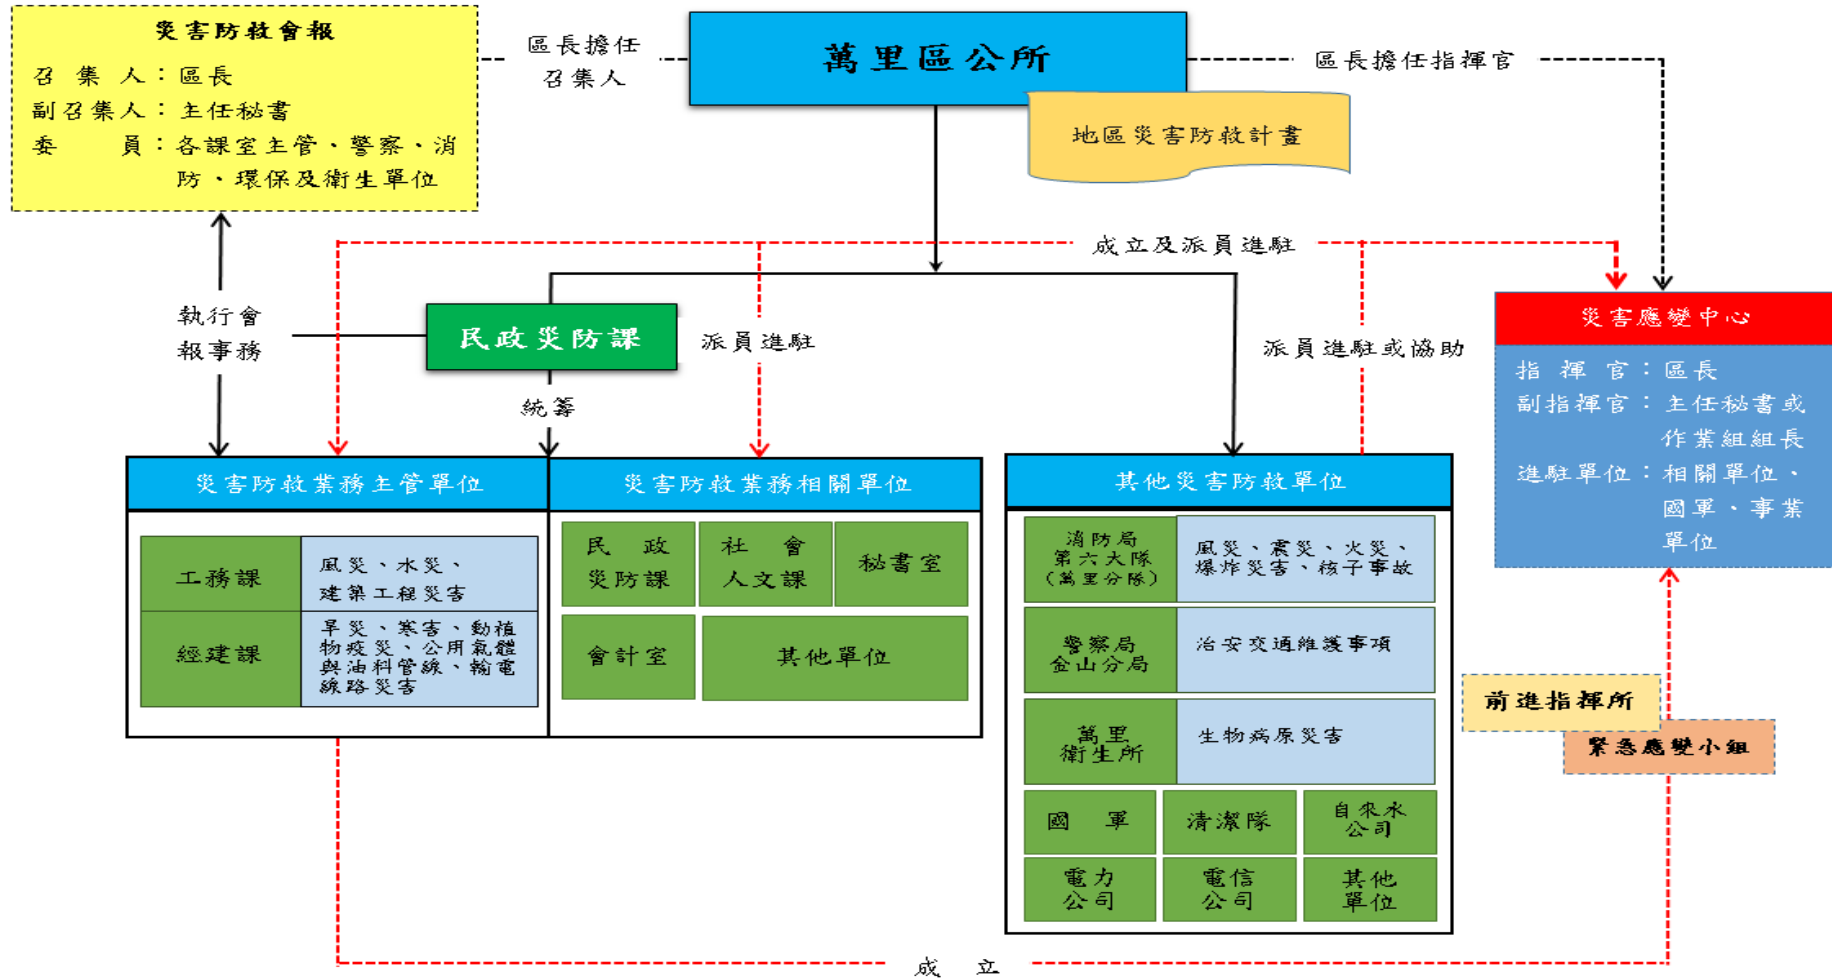 災害防救會報
召集人：區長
副召集人：主任秘書
委員：各課室主管、警察、消
防、環保及衛生單位
區長擔任
召集人
萬里區公所
區長擔任指揮官
地區災害防救計畫
成立及派員進駐
執行會
報事務
民政災防課
派員進駐
派員進駐或協助
統籌
災害應變中心
指揮官：區長
副指揮官：主任秘書或
作業組組長
進駐單位：相關單位、
國軍、事業
單位
災害防救業務主管單位
工務課
風災、水災、
建築工程災害
經建課
旱災、寒害、動植
物疫災、公用氣體
與油料管線、輸電
線路災害
災害防救業務相關單位
民政
災防課
社會
人文課
秘書室
會計室
其他單位
其他災害防救單位
消防局
第六大隊
（萬里分隊）
風災、震災、火災、
爆炸災害、核子事故
警察局
金山分局
治安交通維護事項
萬里
衛生所
生物病原災害
國軍
清潔隊
自來水
公司
電力
公司
電信
公司
其他
單位
前進指揮所
緊急應變小組
成立